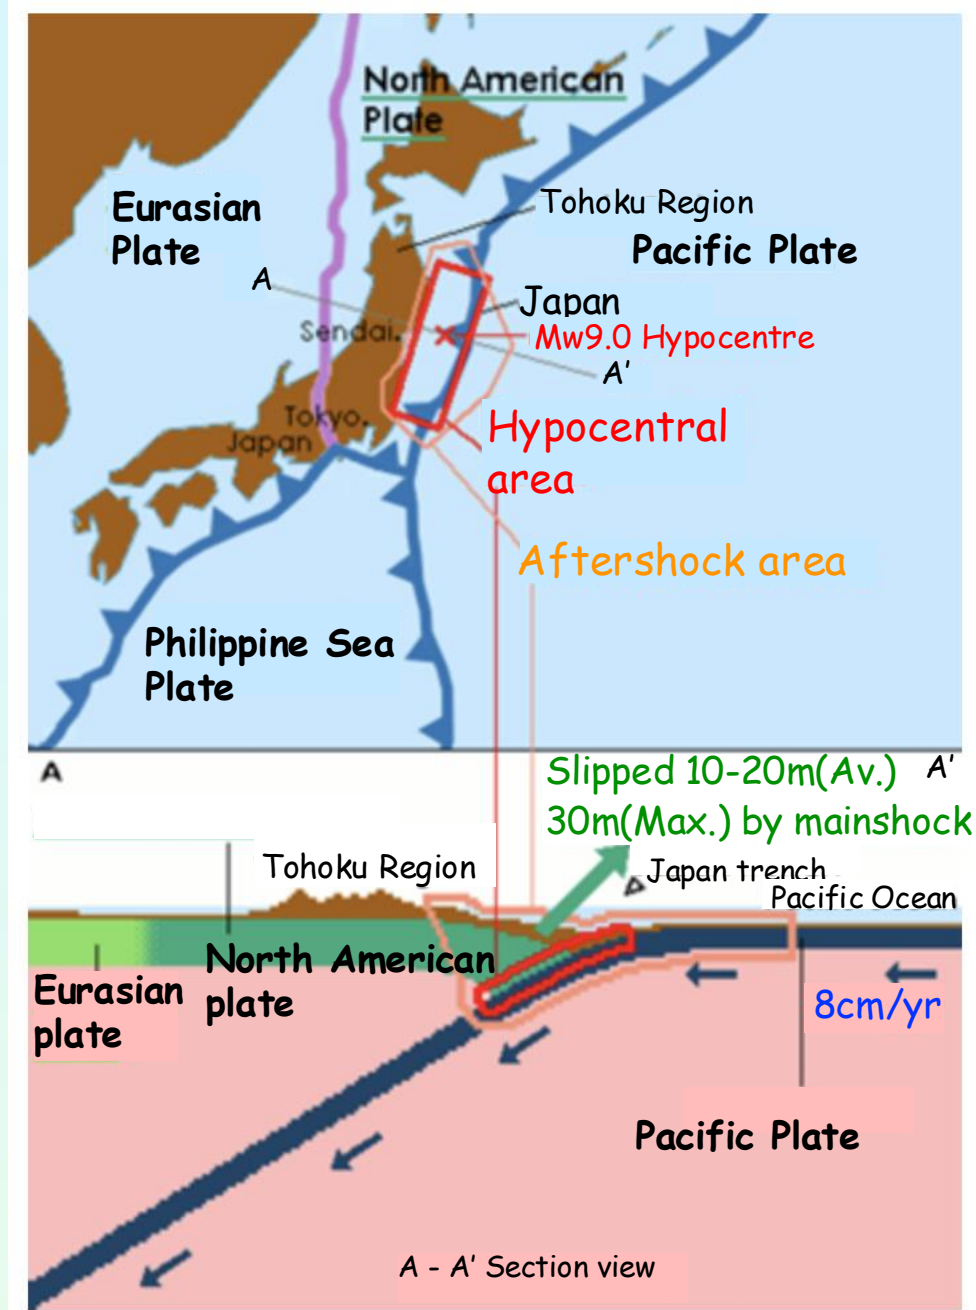 North American
Plate
Eurasian
Plate
Tohoku Region
Pacific Plate
A
Japan
Sendai.
Mw9.0 Hypocentre
A'
Tokyo.
Japan
Hypocentral
area
Aftershock area
Philippine Sea
Plate
A
Slipped 10-20m(Av.)
A'
30m(Max.) by mainshock
Tohoku Region
Japan trench
Pacific Ocean
North American
plate
Eurasian
plate
8cm/yr
Pacific Plate
A - A' Section view